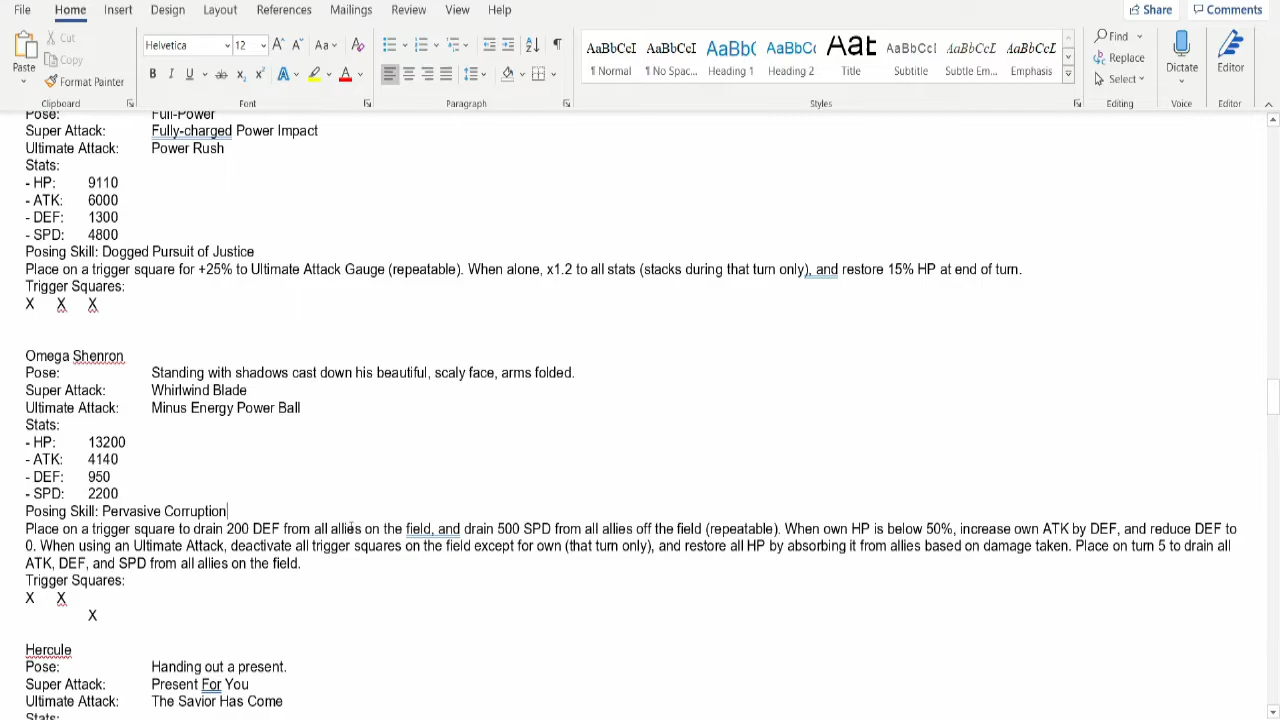 File Home Insert Design Layout References Mailings Review View Help Share Comments
Cut Helvetica 12 Aa AaBbCcI AaBbCcI AaBb( AaBbC( Aat AaBbCcI AaBbCcI AaBbCcI Find
Copy Replace
Paste Format Painter B I U ab x₂ x² A A ¶ Normal ¶ No Spac... Heading 1 Heading 2 Title Subtitle Subtle Em... Emphasis Select Dictate Editor
Clipboard Font Paragraph Styles Editing Voice Editor
Pose: Full-Power
Super Attack: Fully-charged Power Impact
Ultimate Attack: Power Rush
Stats:
- HP: 9110
- ATK: 6000
- DEF: 1300
- SPD: 4800
Posing Skill: Dogged Pursuit of Justice
Place on a trigger square for +25% to Ultimate Attack Gauge (repeatable). When alone, x1.2 to all stats (stacks during that turn only), and restore 15% HP at end of turn.
Trigger Squares:
X X X
Omega Shenron
Pose: Standing with shadows cast down his beautiful, scaly face, arms folded.
Super Attack: Whirlwind Blade
Ultimate Attack: Minus Energy Power Ball
Stats:
- HP: 13200
- ATK: 4140
- DEF: 950
- SPD: 2200
Posing Skill: Pervasive Corruption
Place on a trigger square to drain 200 DEF from all allies on the field, and drain 500 SPD from all allies off the field (repeatable). When own HP is below 50%, increase own ATK by DEF, and reduce DEF to
0. When using an Ultimate Attack, deactivate all trigger squares on the field except for own (that turn only), and restore all HP by absorbing it from allies based on damage taken. Place on turn 5 to drain all
ATK, DEF, and SPD from all allies on the field.
Trigger Squares:
X X
X
Hercule
Pose: Handing out a present.
Super Attack: Present For You
Ultimate Attack: The Savior Has Come
Stats: